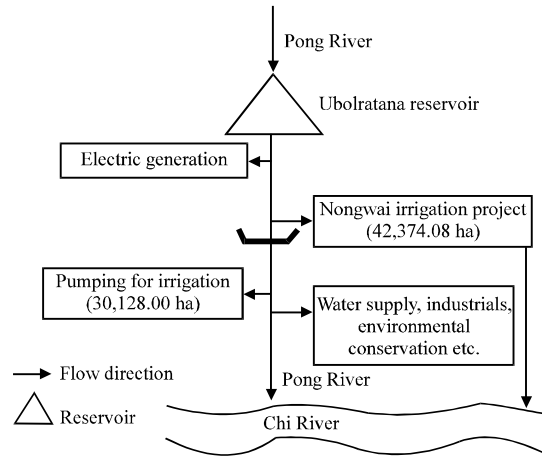 Pong River
Ubolratana reservoir
Electric generation
Nongwai irrigation project
(42,374.08 ha)
Pumping for irrigation
(30,128.00 ha)
Water supply, industrials,
environmental
conservation etc.
Flow direction
Pong River
Reservoir
Chi River